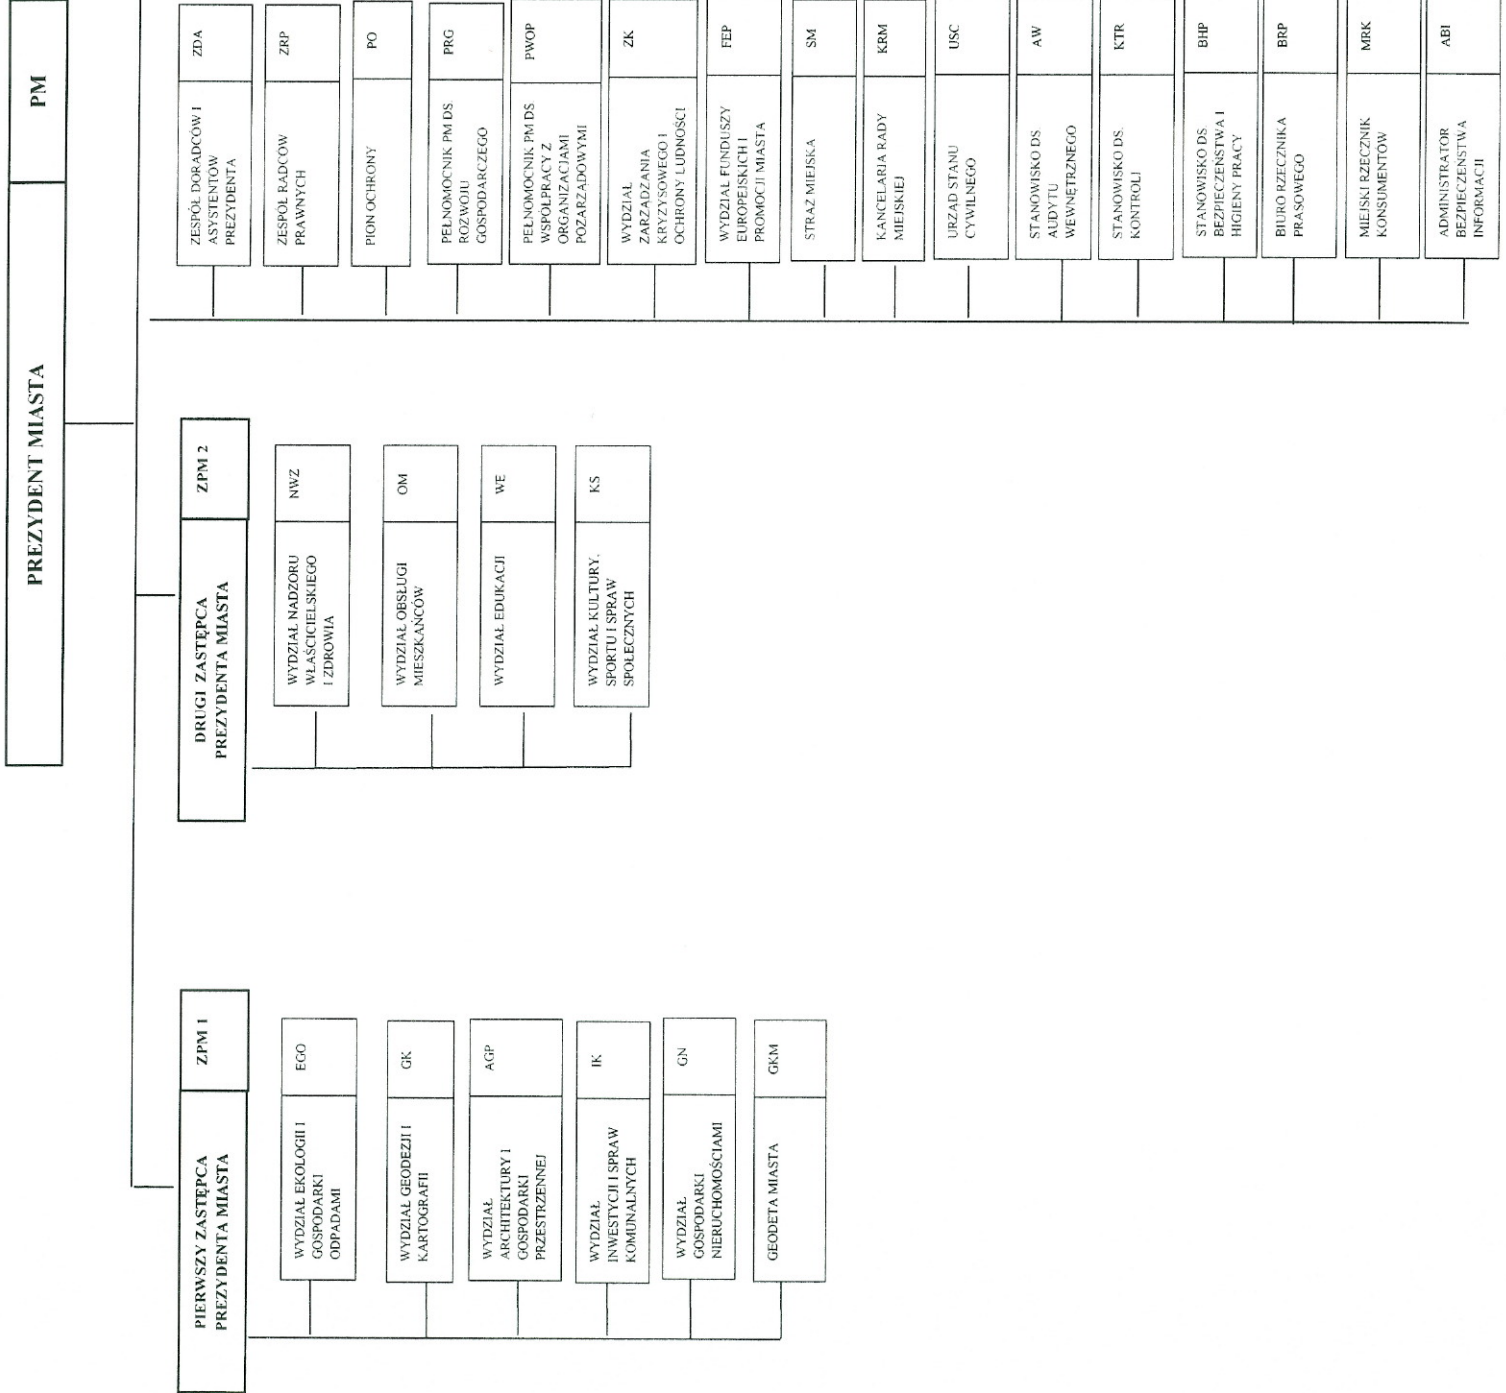 PREZYDENT MIASTA
PM
PIERWSZY ZASTĘPCA
PREZYDENTA MIASTA
ZPM 1
WYDZIAŁ EKOLOGII I
GOSPODARKI
ODPADAMI
EGO
WYDZIAŁ GEODEZJI I
KARTOGRAFII
GK
WYDZIAŁ
ARCHITEKTURY I
GOSPODARKI
PRZESTRZENNEJ
AGP
WYDZIAŁ
INWESTYCJI I SPRAW
KOMUNALNYCH
IK
WYDZIAŁ
GOSPODARKI
NIERUCHOMOŚCIAMI
GN
GEODETA MIASTA
GKM
DRUGI ZASTĘPCA
PREZYDENTA MIASTA
ZPM 2
WYDZIAŁ NADZORU
WŁAŚCICIELSKIEGO
I ZDROWIA
NWZ
WYDZIAŁ OBSŁUGI
MIESZKAŃCÓW
OM
WYDZIAŁ EDUKACJI
WE
WYDZIAŁ KULTURY,
SPORTU I SPRAW
SPOŁECZNYCH
KS
ZESPÓŁ DORADCÓW I
ASYSTENTÓW
PREZYDENTA
ZDA
ZESPÓŁ RADCÓW
PRAWNYCH
ZRP
PION OCHRONY
PO
PEŁNOMOCNIK PM DS
ROZWOJU
GOSPODARCZEGO
PRG
PEŁNOMOCNIK PM DS
WSPÓŁPRACY Z
ORGANIZACJAMI
POZARZĄDOWYMI
PWOP
WYDZIAŁ
ZARZĄDZANIA
KRYZYSOWEGO I
OCHRONY LUDNOŚCI
ZK
WYDZIAŁ FUNDUSZY
EUROPEJSKICH I
PROMOCJI MIASTA
FEP
STRAŻ MIEJSKA
SM
KANCELARIA RADY
MIEJSKIEJ
KRM
URZĄD STANU
CYWILNEGO
USC
STANOWISKO DS
AUDYTU
WEWNĘTRZNEGO
AW
STANOWISKO DS.
KONTROLI
KTR
STANOWISKO DS
BEZPIECZEŃSTWA I
HIGIENY PRACY
BHP
BIURO RZECZNIKA
PRASOWEGO
BRP
MIEJSKI RZECZNIK
KONSUMENTÓW
MRK
ADMINISTRATOR
BEZPIECZEŃSTWA
INFORMACJI
ABI